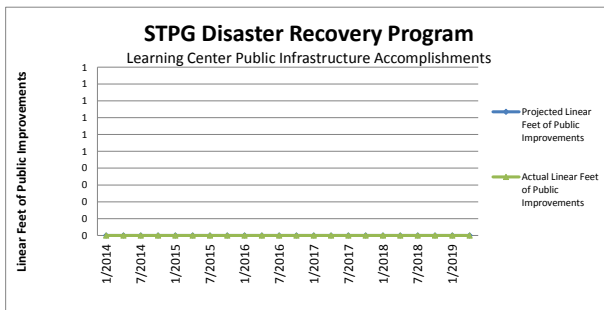 STPG Disaster Recovery Program
Learning Center Public Infrastructure Accomplishments
Linear Feet of Public Improvements
1
1
1
1
1
1
0
0
0
0
0
1/2014
7/2014
1/2015
7/2015
1/2016
7/2016
1/2017
7/2017
1/2018
7/2018
1/2019
Projected Linear
Feet of Public
Improvements
Actual Linear Feet
of Public
Improvements